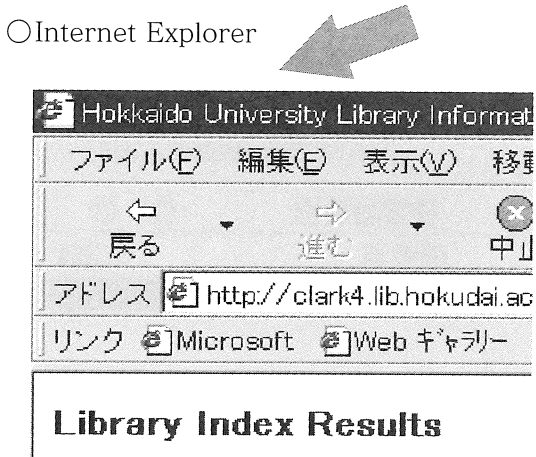 ○Internet Explorer
Hokkaido University Library Informat
ファイル(F) 編集(E) 表示(V) 移動
戻る 進む 中止
アドレス http://clark4.lib.hokudai.ac
リンク Microsoft Web ギャラリー
Library Index Results